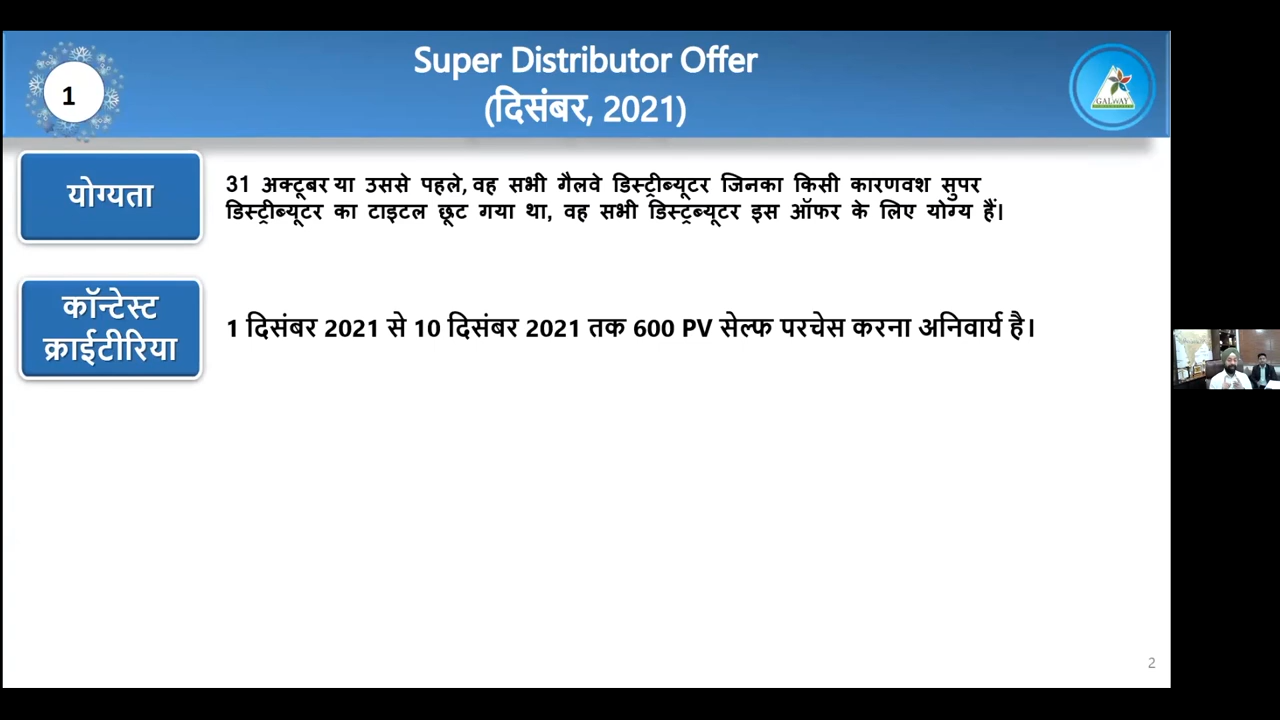 1
Super Distributor Offer
(दिसंबर, 2021)
GALWAY
योग्यता
31 अक्टूबर या उससे पहले, वह सभी गैलवे डिस्ट्रीब्यूटर जिनका किसी कारणवश सुपर
डिस्ट्रीब्यूटर का टाइटल छूट गया था, वह सभी डिस्ट्रब्यूटर इस ऑफर के लिए योग्य हैं।
कॉन्टेस्ट
क्राईटीरिया
1 दिसंबर 2021 से 10 दिसंबर 2021 तक 600 PV सेल्फ परचेस करना अनिवार्य है।
2